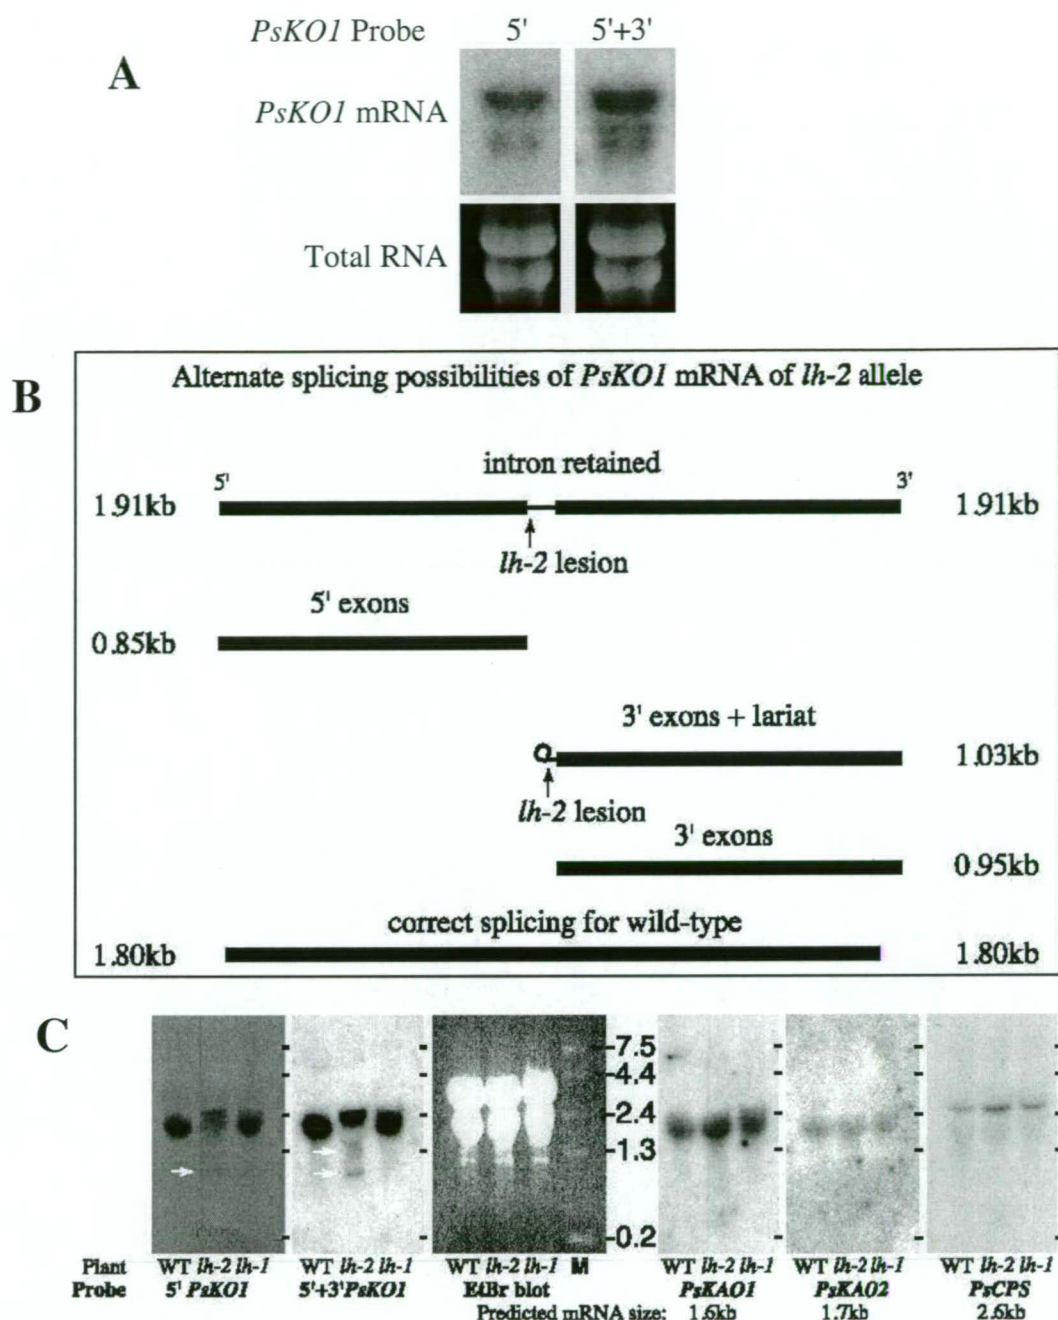 PsKO1 Probe 5' 5'+3'
A
PsKO1 mRNA
Total RNA
B
Alternate splicing possibilities of PsKO1 mRNA of lh-2 allele
intron retained
5' 3'
1.91kb 1.91kb
lh-2 lesion
5' exons
0.85kb
3' exons + lariat
1.03kb
lh-2 lesion
3' exons
0.95kb
correct splicing for wild-type
1.80kb 1.80kb
C
7.5
4.4
2.4
1.3
0.2
Plant WT lh-2 lh-1 WT lh-2 lh-1 WT lh-2 lh-1 M WT lh-2 lh-1 WT lh-2 lh-1 WT lh-2 lh-1
Probe 5' PsKO1 5'+3'PsKO1 EtBr blot PsKAO1 PsKAO2 PsCPS
Predicted mRNA size: 1.6kb 1.7kb 2.6kb